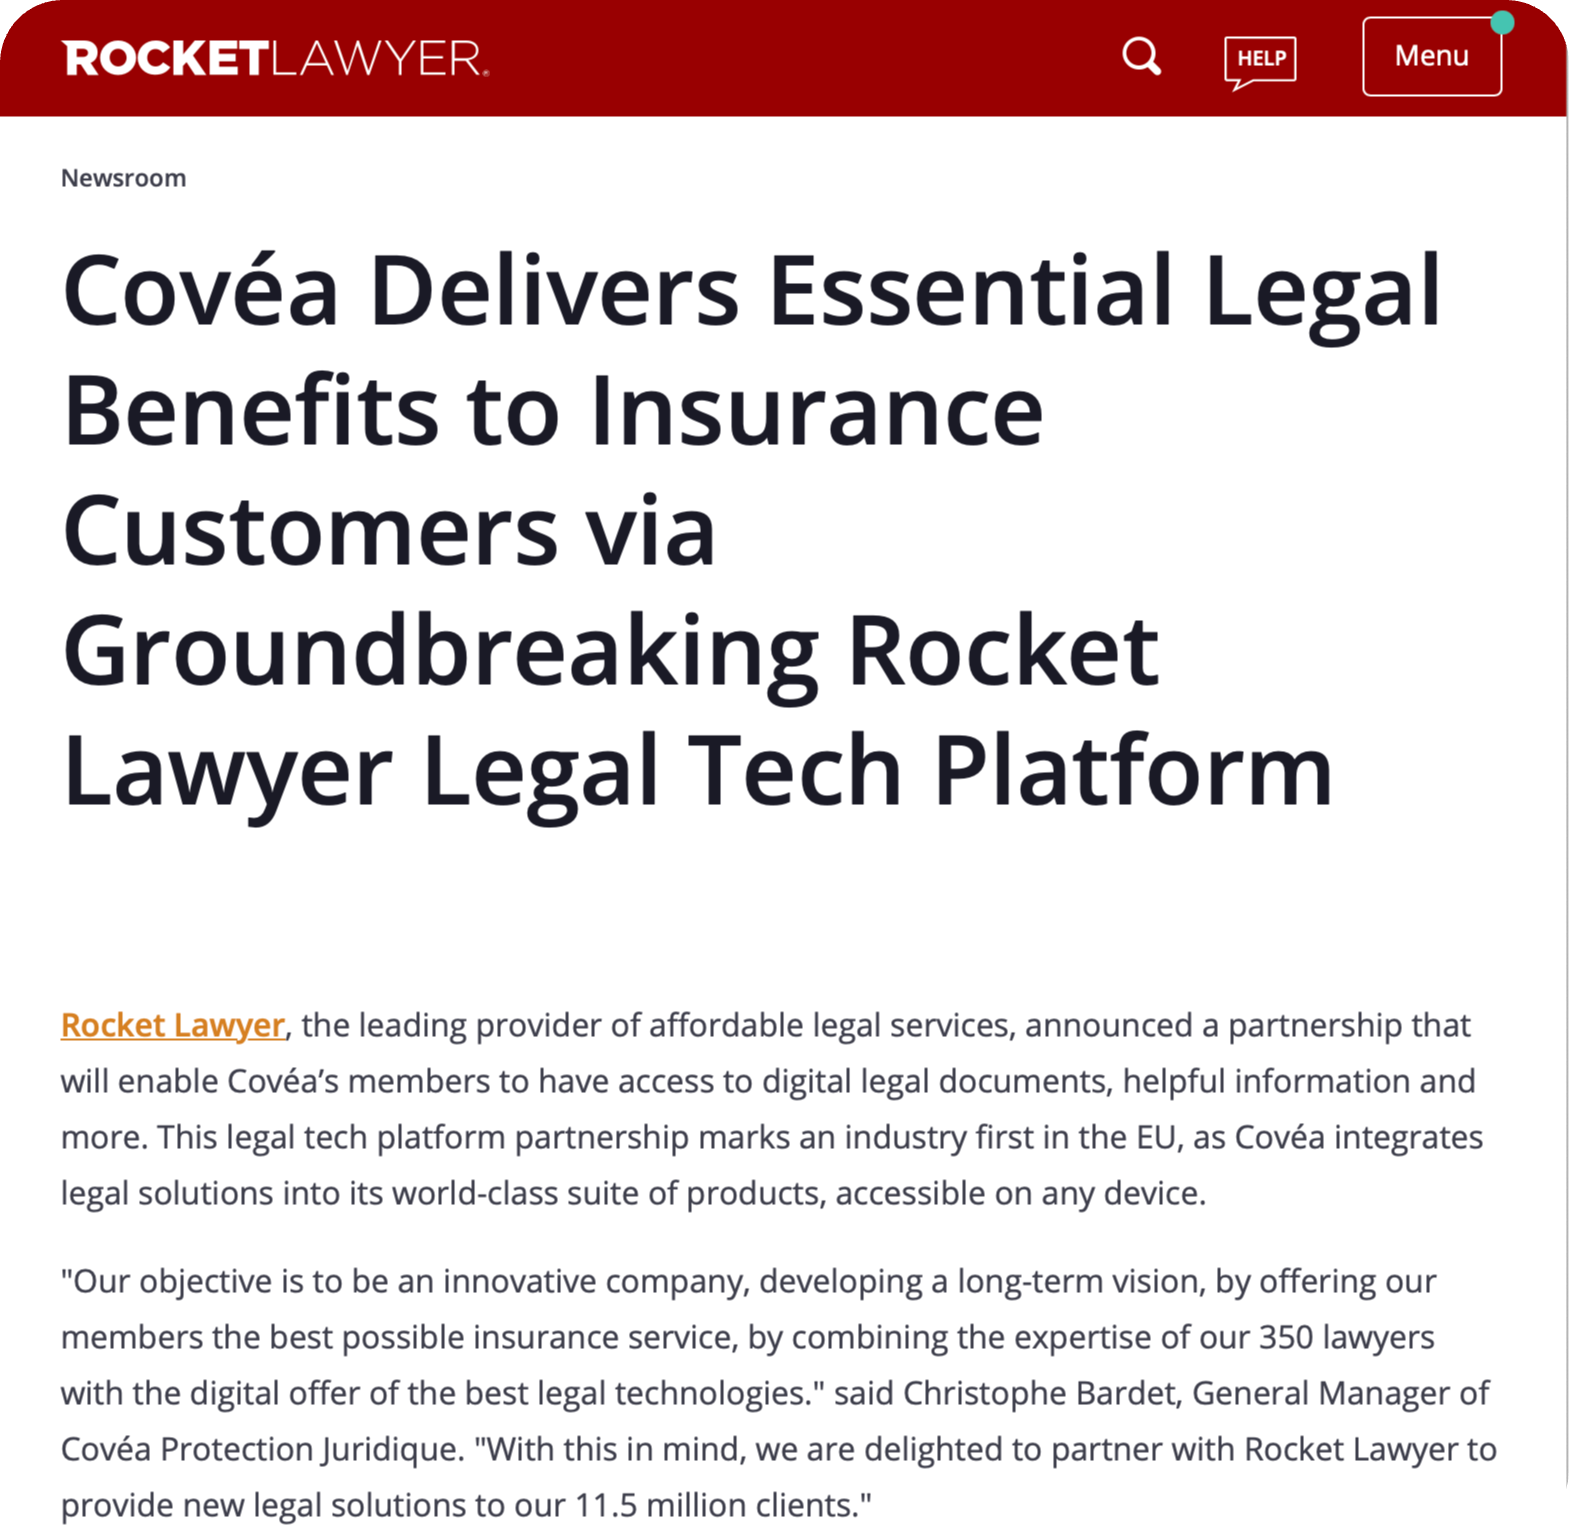 ROCKETLAWYER®
HELP
Menu
Newsroom
Covéa Delivers Essential Legal
Benefits to Insurance
Customers via
Groundbreaking Rocket
Lawyer Legal Tech Platform
Rocket Lawyer, the leading provider of affordable legal services, announced a partnership that
will enable Covéa’s members to have access to digital legal documents, helpful information and
more. This legal tech platform partnership marks an industry first in the EU, as Covéa integrates
legal solutions into its world-class suite of products, accessible on any device.
"Our objective is to be an innovative company, developing a long-term vision, by offering our
members the best possible insurance service, by combining the expertise of our 350 lawyers
with the digital offer of the best legal technologies." said Christophe Bardet, General Manager of
Covéa Protection Juridique. "With this in mind, we are delighted to partner with Rocket Lawyer to
provide new legal solutions to our 11.5 million clients."